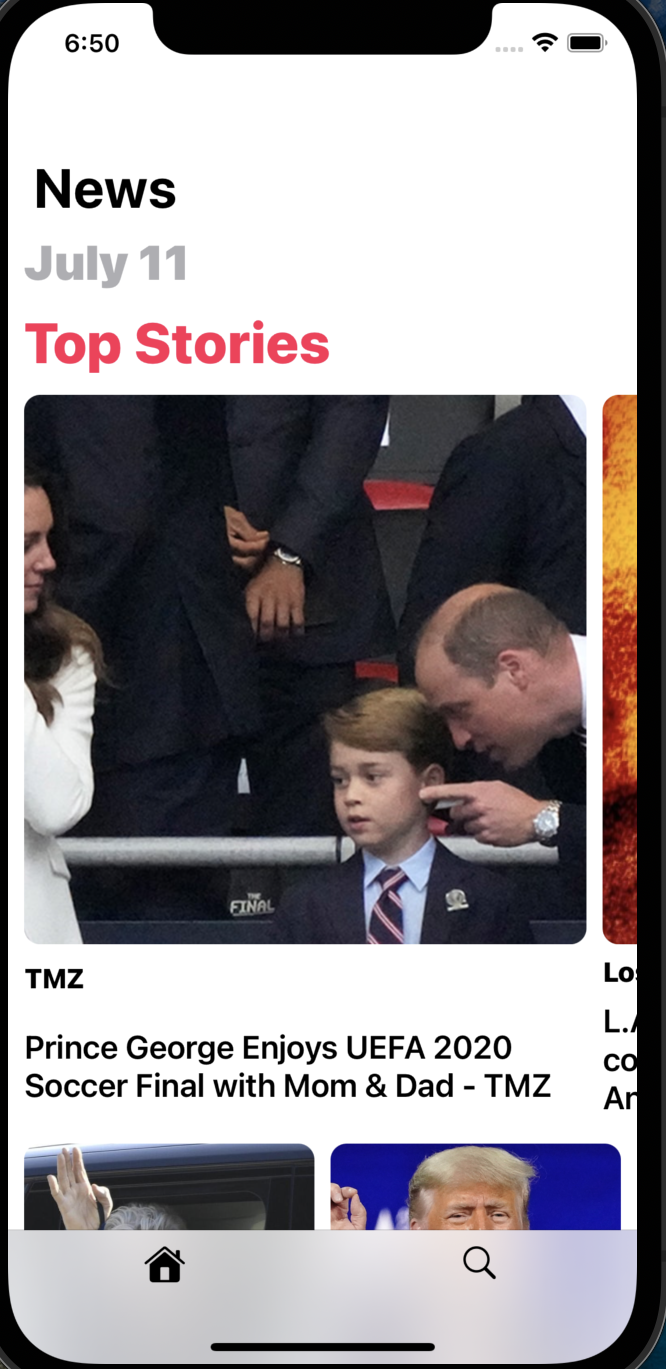 6:50
News
July 11
Top Stories
THE
FINAL
TMZ
Prince George Enjoys UEFA 2020
Soccer Final with Mom & Dad - TMZ
Los
L.A
co
An